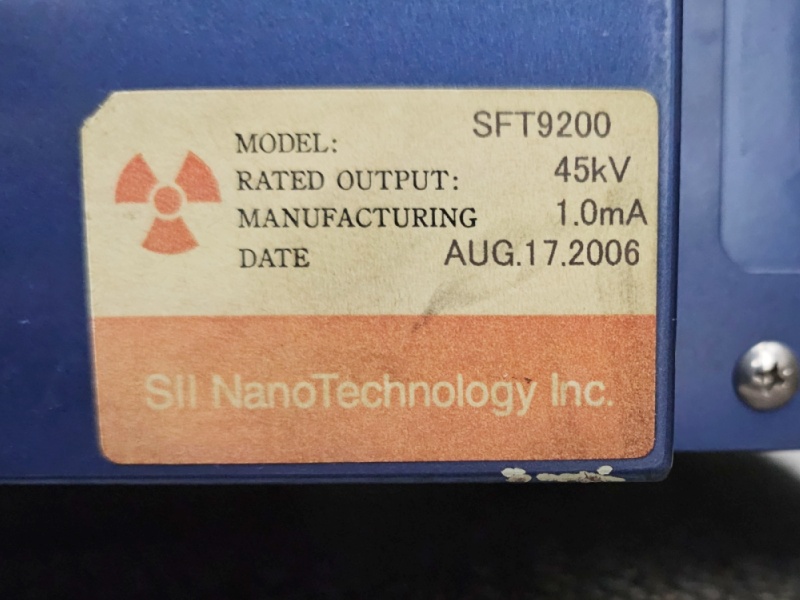 MODEL: SFT9200
RATED OUTPUT: 45kV
MANUFACTURING 1.0mA
DATE AUG.17.2006
SII NanoTechnology Inc.